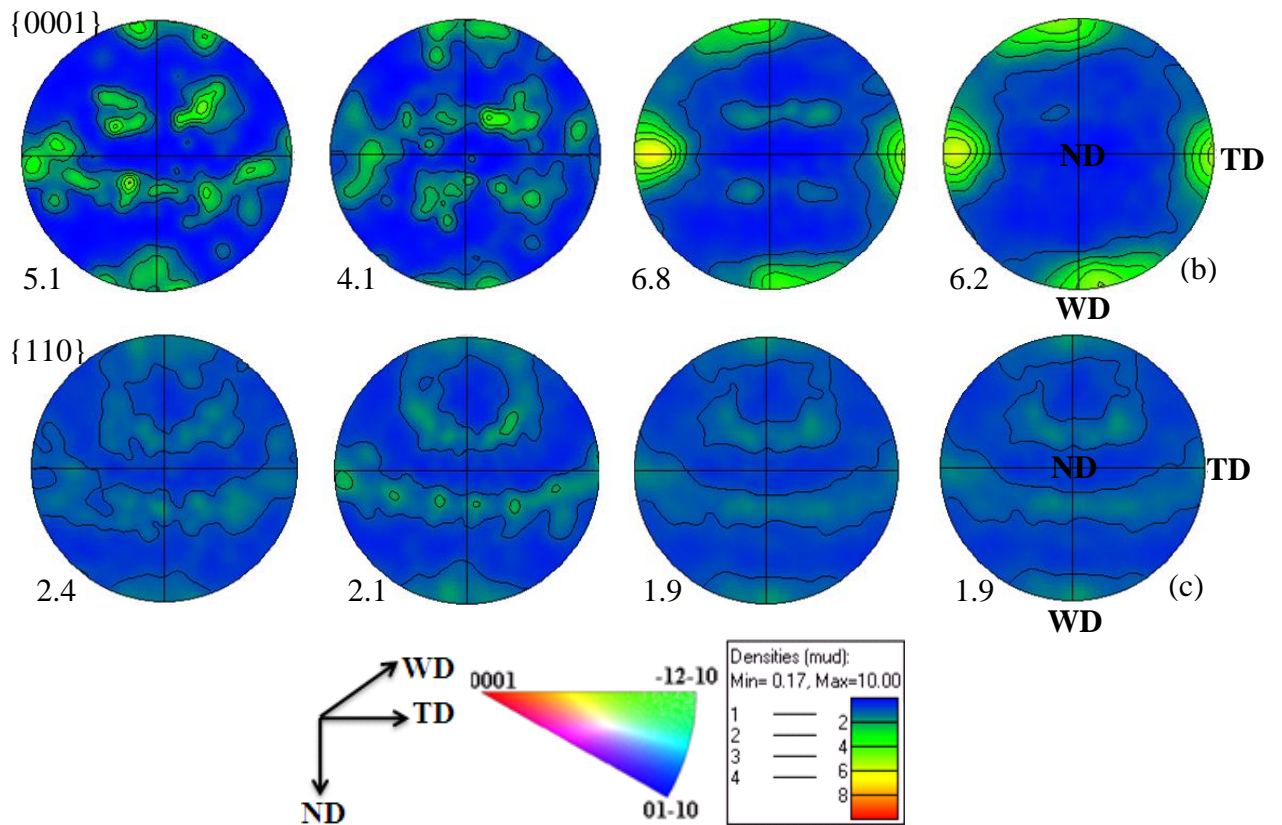 {0001}
5.1 4.1 6.8 6.2
ND TD
(b)
WD
{110}
2.4 2.1 1.9 1.9
ND TD
(c)
WD
WD
TD
ND
0001 -12-10
01-10
Densities (mud):
Min= 0.17, Max=10.00
1
2
3
4
2
4
6
8